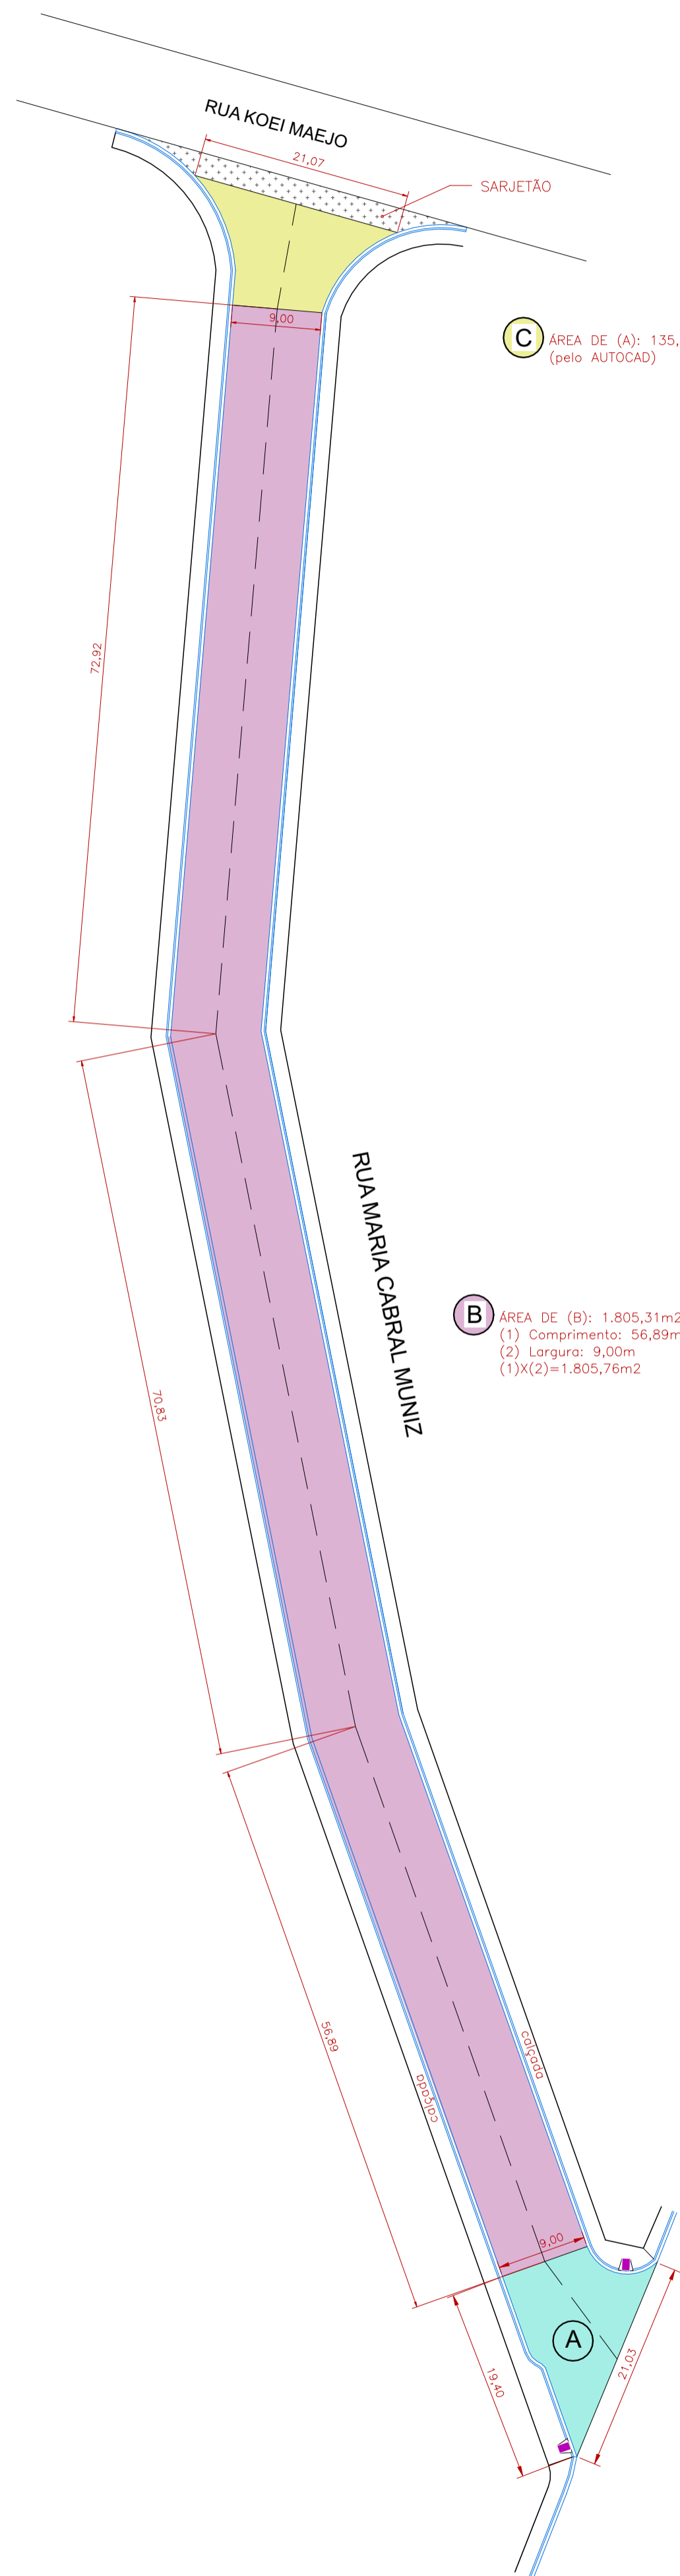 RUA KOEI MAEJO
21,07
SARJETÃO
9,00
C
ÁREA DE (A): 135,
(pelo AUTOCAD)
72,92
RUA MARIA CABRAL MUNIZ
B
ÁREA DE (B): 1.805,31m2
(1) Comprimento: 56,89m
(2) Largura: 9,00m
(1)X(2)=1.805,76m2
70,83
56,89
calçada
calçada
9,00
A
21,03
19,40